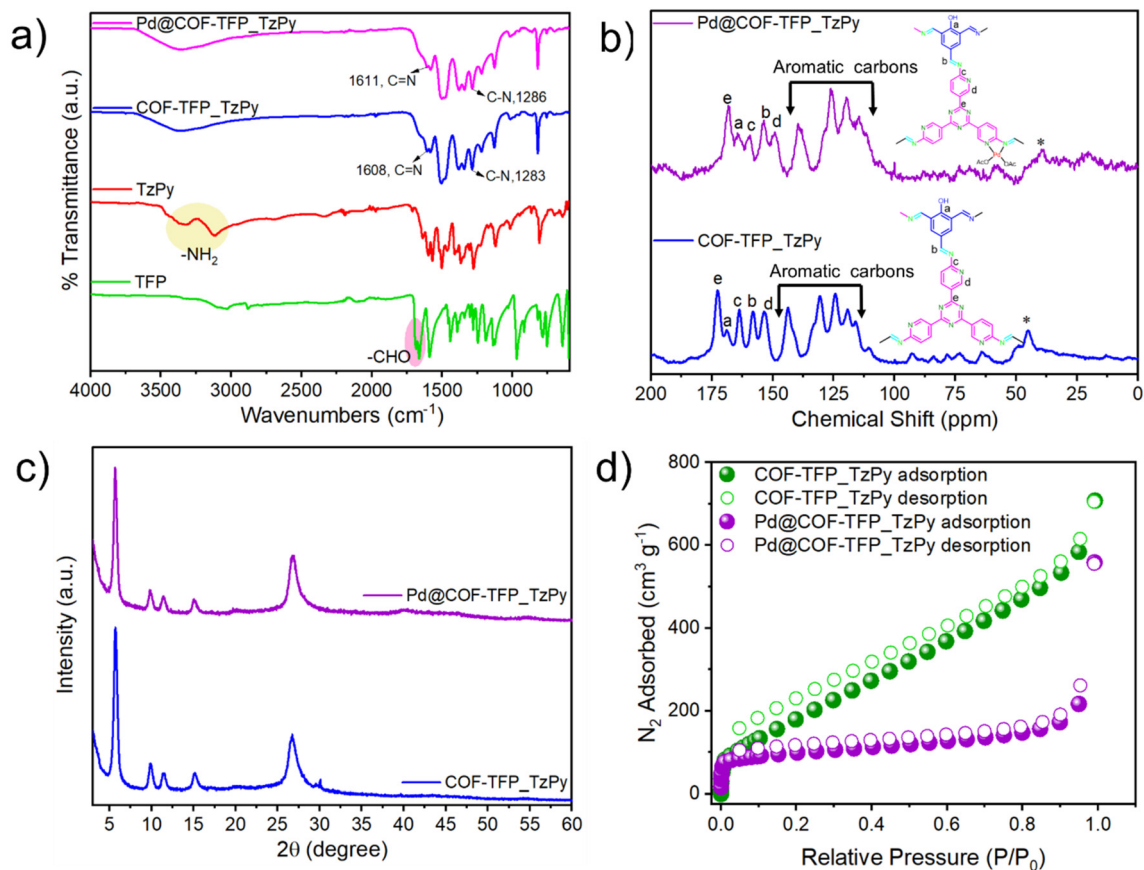 a)
Pd@COF-TFP_TzPy
1611, C=N
C-N,1286
COF-TFP_TzPy
1608, C=N
C-N,1283
TzPy
-NH2
TFP
-CHO
% Transmittance (a.u.)
4000 3500 3000 2500 2000 1500 1000
Wavenumbers (cm-1)
b)
Pd@COF-TFP_TzPy
OH
a
N
N
b
N
c
N
d
e
N
N
N
N
N
N
N
AcO
OAc
Aromatic carbons
e
a
c
b
d
*
COF-TFP_TzPy
OH
a
N
N
b
N
c
N
d
e
N
N
N
N
N
N
N
Aromatic carbons
e
a
c
b
d
*
200 175 150 125 100 75 50 25 0
Chemical Shift (ppm)
c)
Pd@COF-TFP_TzPy
COF-TFP_TzPy
Intensity (a.u.)
5 10 15 20 25 30 35 40 45 50 55 60
2θ (degree)
d)
COF-TFP_TzPy adsorption
COF-TFP_TzPy desorption
Pd@COF-TFP_TzPy adsorption
Pd@COF-TFP_TzPy desorption
N2 Adsorbed (cm3 g-1)
800
600
400
200
0
0.0 0.2 0.4 0.6 0.8 1.0
Relative Pressure (P/P0)